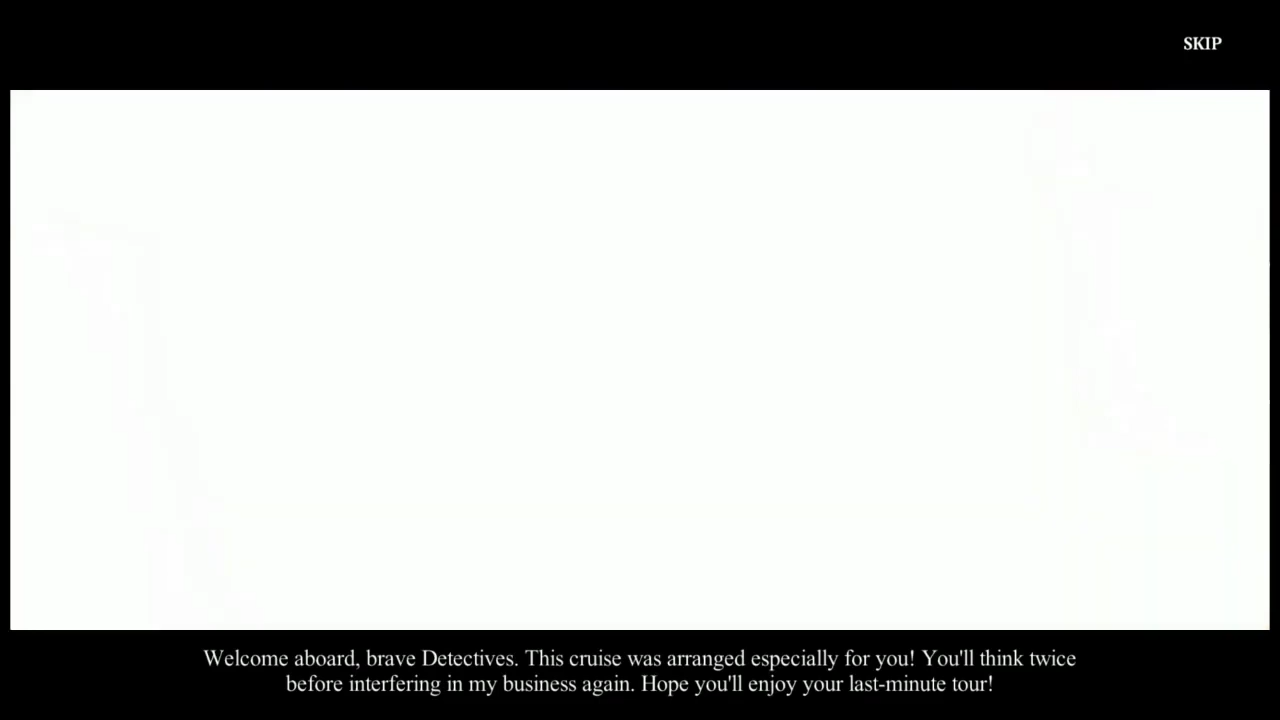 SKIP
Welcome aboard, brave Detectives. This cruise was arranged especially for you! You'll think twice
before interfering in my business again. Hope you'll enjoy your last-minute tour!